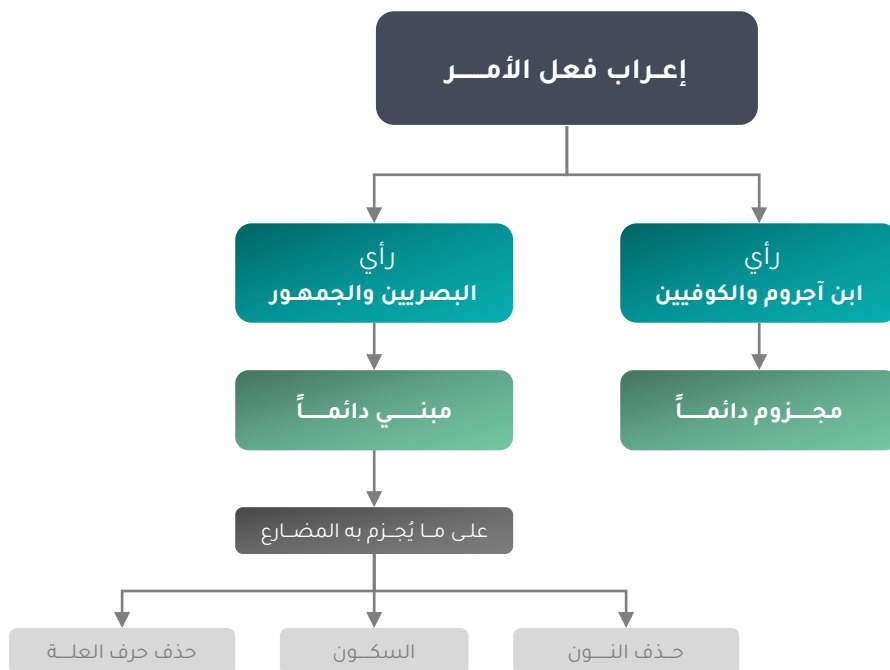 إعراب فعل الأمر
رأي
ابن آجروم والكوفيين
رأي
البصريين والجمهور
مجزوم دائماً
مبني دائماً
على ما يُجزم به المضارع
حذف النون
السكون
حذف حرف العلة